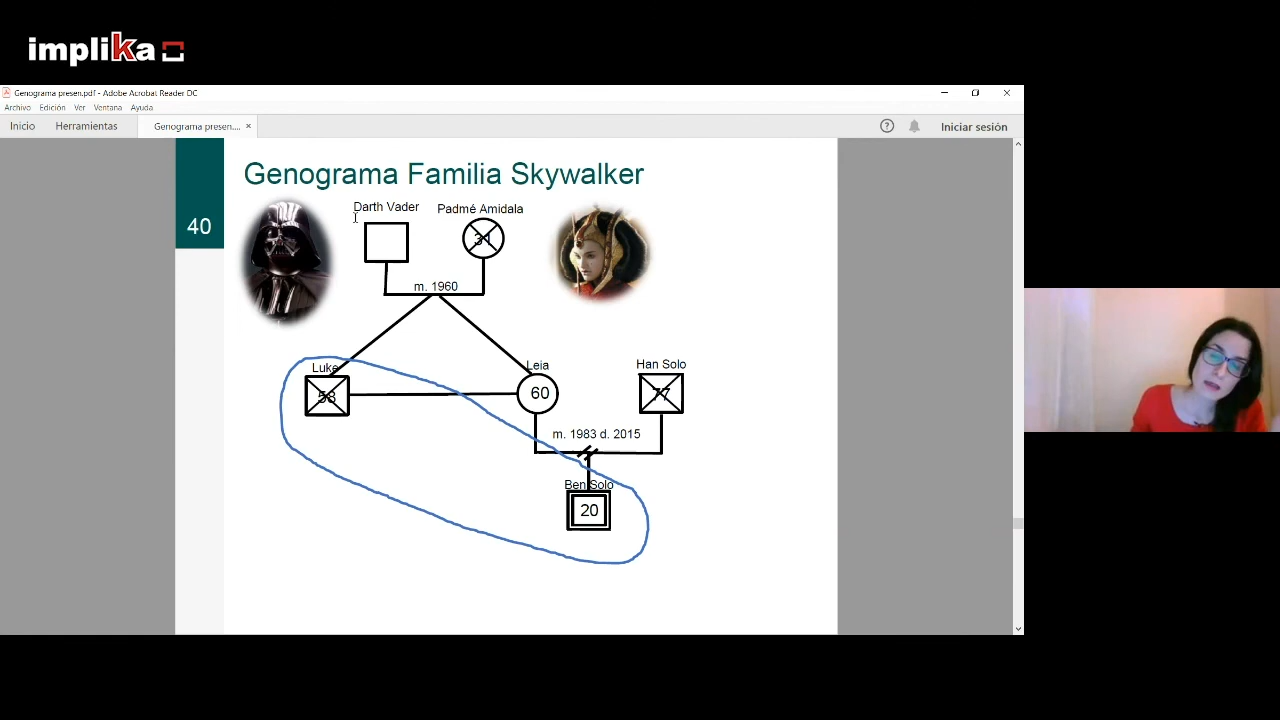 implika
Genograma presen.pdf - Adobe Acrobat Reader DC
Archivo Edición Ver Ventana Ayuda
Inicio Herramientas Genograma presen.... × ? Iniciar sesión
40
Genograma Familia Skywalker
Darth Vader Padmé Amidala
31
m. 1960
Luke Leia Han Solo
58 60 77
m. 1983 d. 2015
Ben Solo
20